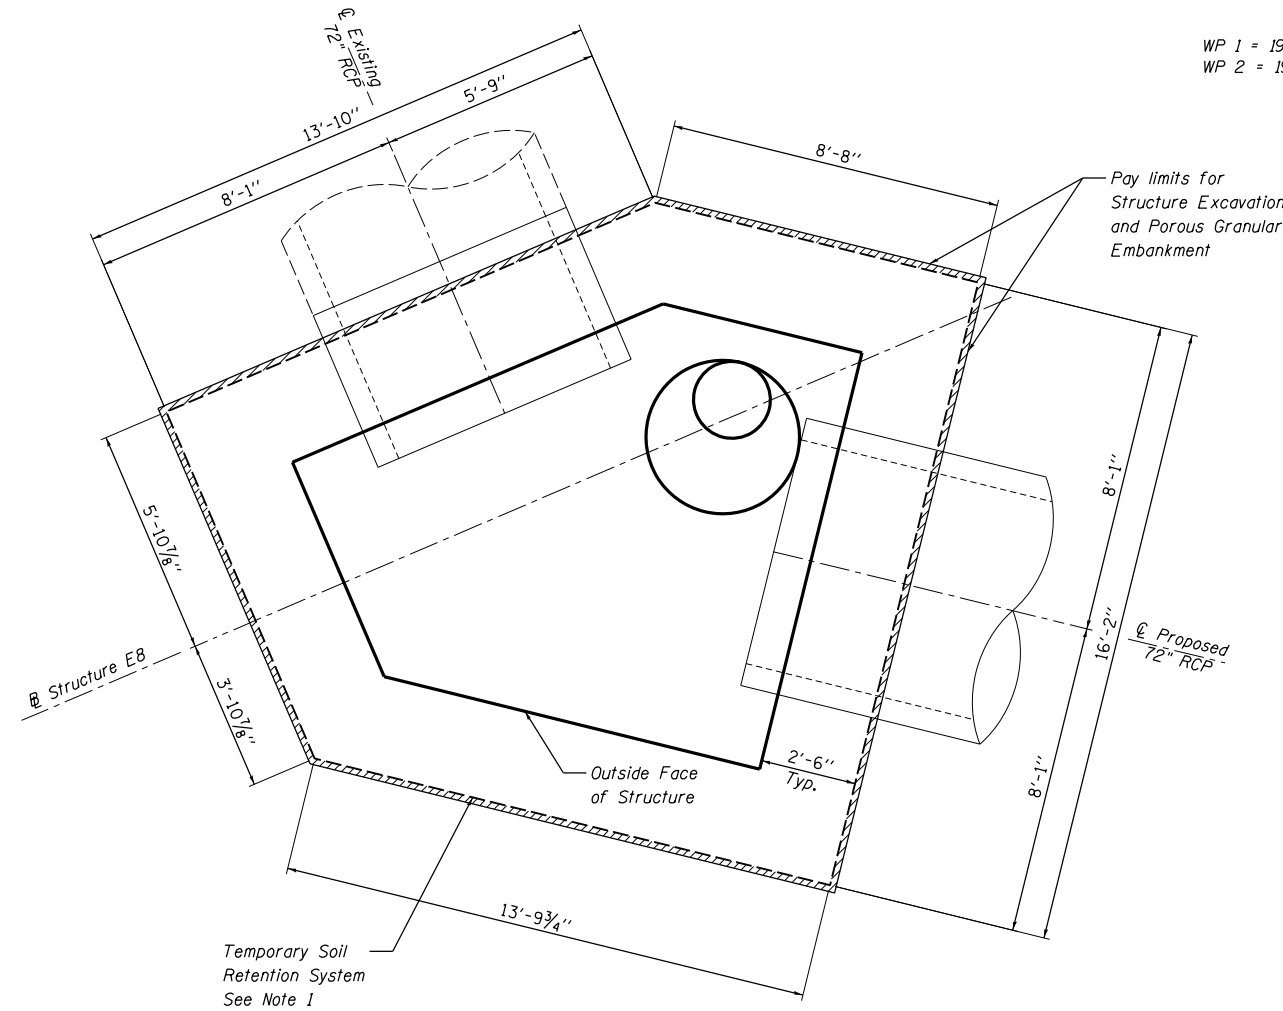 ℄ Existing
72" RCP
WP 1 = 19
WP 2 = 19
5'-9"
13'-10"
8'-1"
8'-8"
Pay limits for
Structure Excavation
and Porous Granular
Embankment
8'-1"
5'-10⅞"
16'-2"
℄ Proposed
72" RCP
Structure E8
3'-10⅞"
2'-6"
Typ.
Outside Face
of Structure
8'-1"
13'-9¾"
Temporary Soil
Retention System
See Note 1